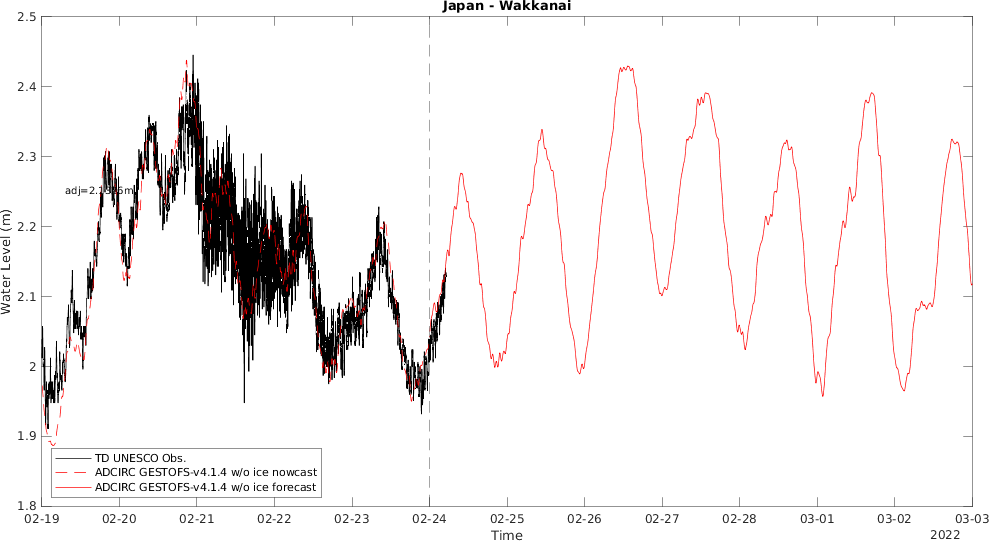 Japan - Wakkanai
2.5
2.4
2.3
2.2
2.1
2
1.9
1.8
Water Level (m)
TD UNESCO Obs.
ADCIRC GESTOFS-v4.1.4 w/o ice nowcast
ADCIRC GESTOFS-v4.1.4 w/o ice forecast
02-19 02-20 02-21 02-22 02-23 02-24 02-25 02-26 02-27 02-28 03-01 03-02 03-03
Time
2022